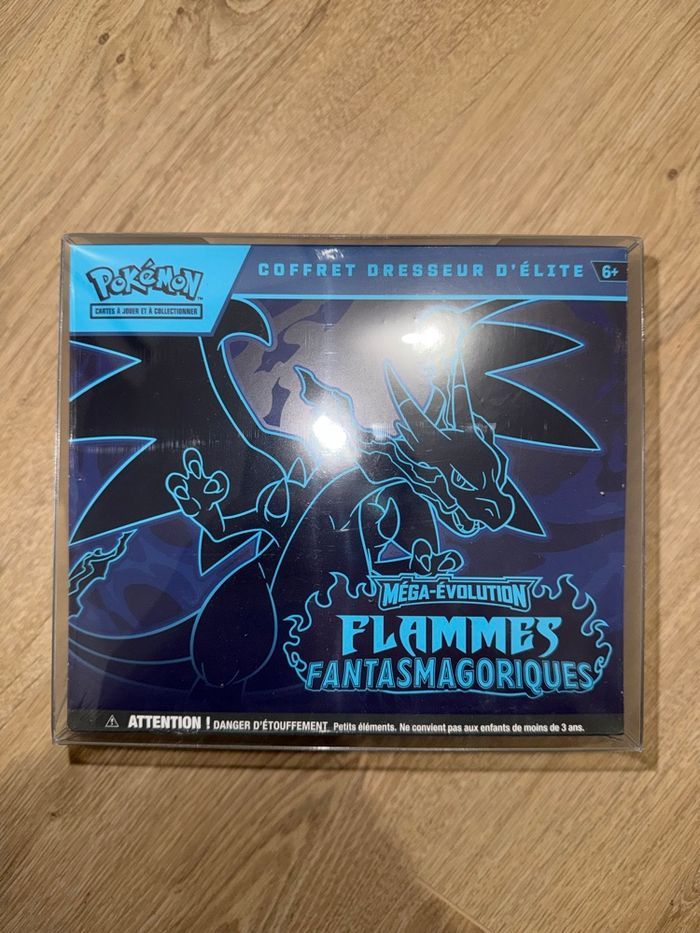 POKéMON
CARTES À JOUER ET À COLLECTIONNER
COFFRET DRESSEUR D'ÉLITE 6+
MÉGA-ÉVOLUTION
FLAMMES
FANTASMAGORIQUES
ATTENTION ! DANGER D'ÉTOUFFEMENT. Petits éléments. Ne convient pas aux enfants de moins de 3 ans.